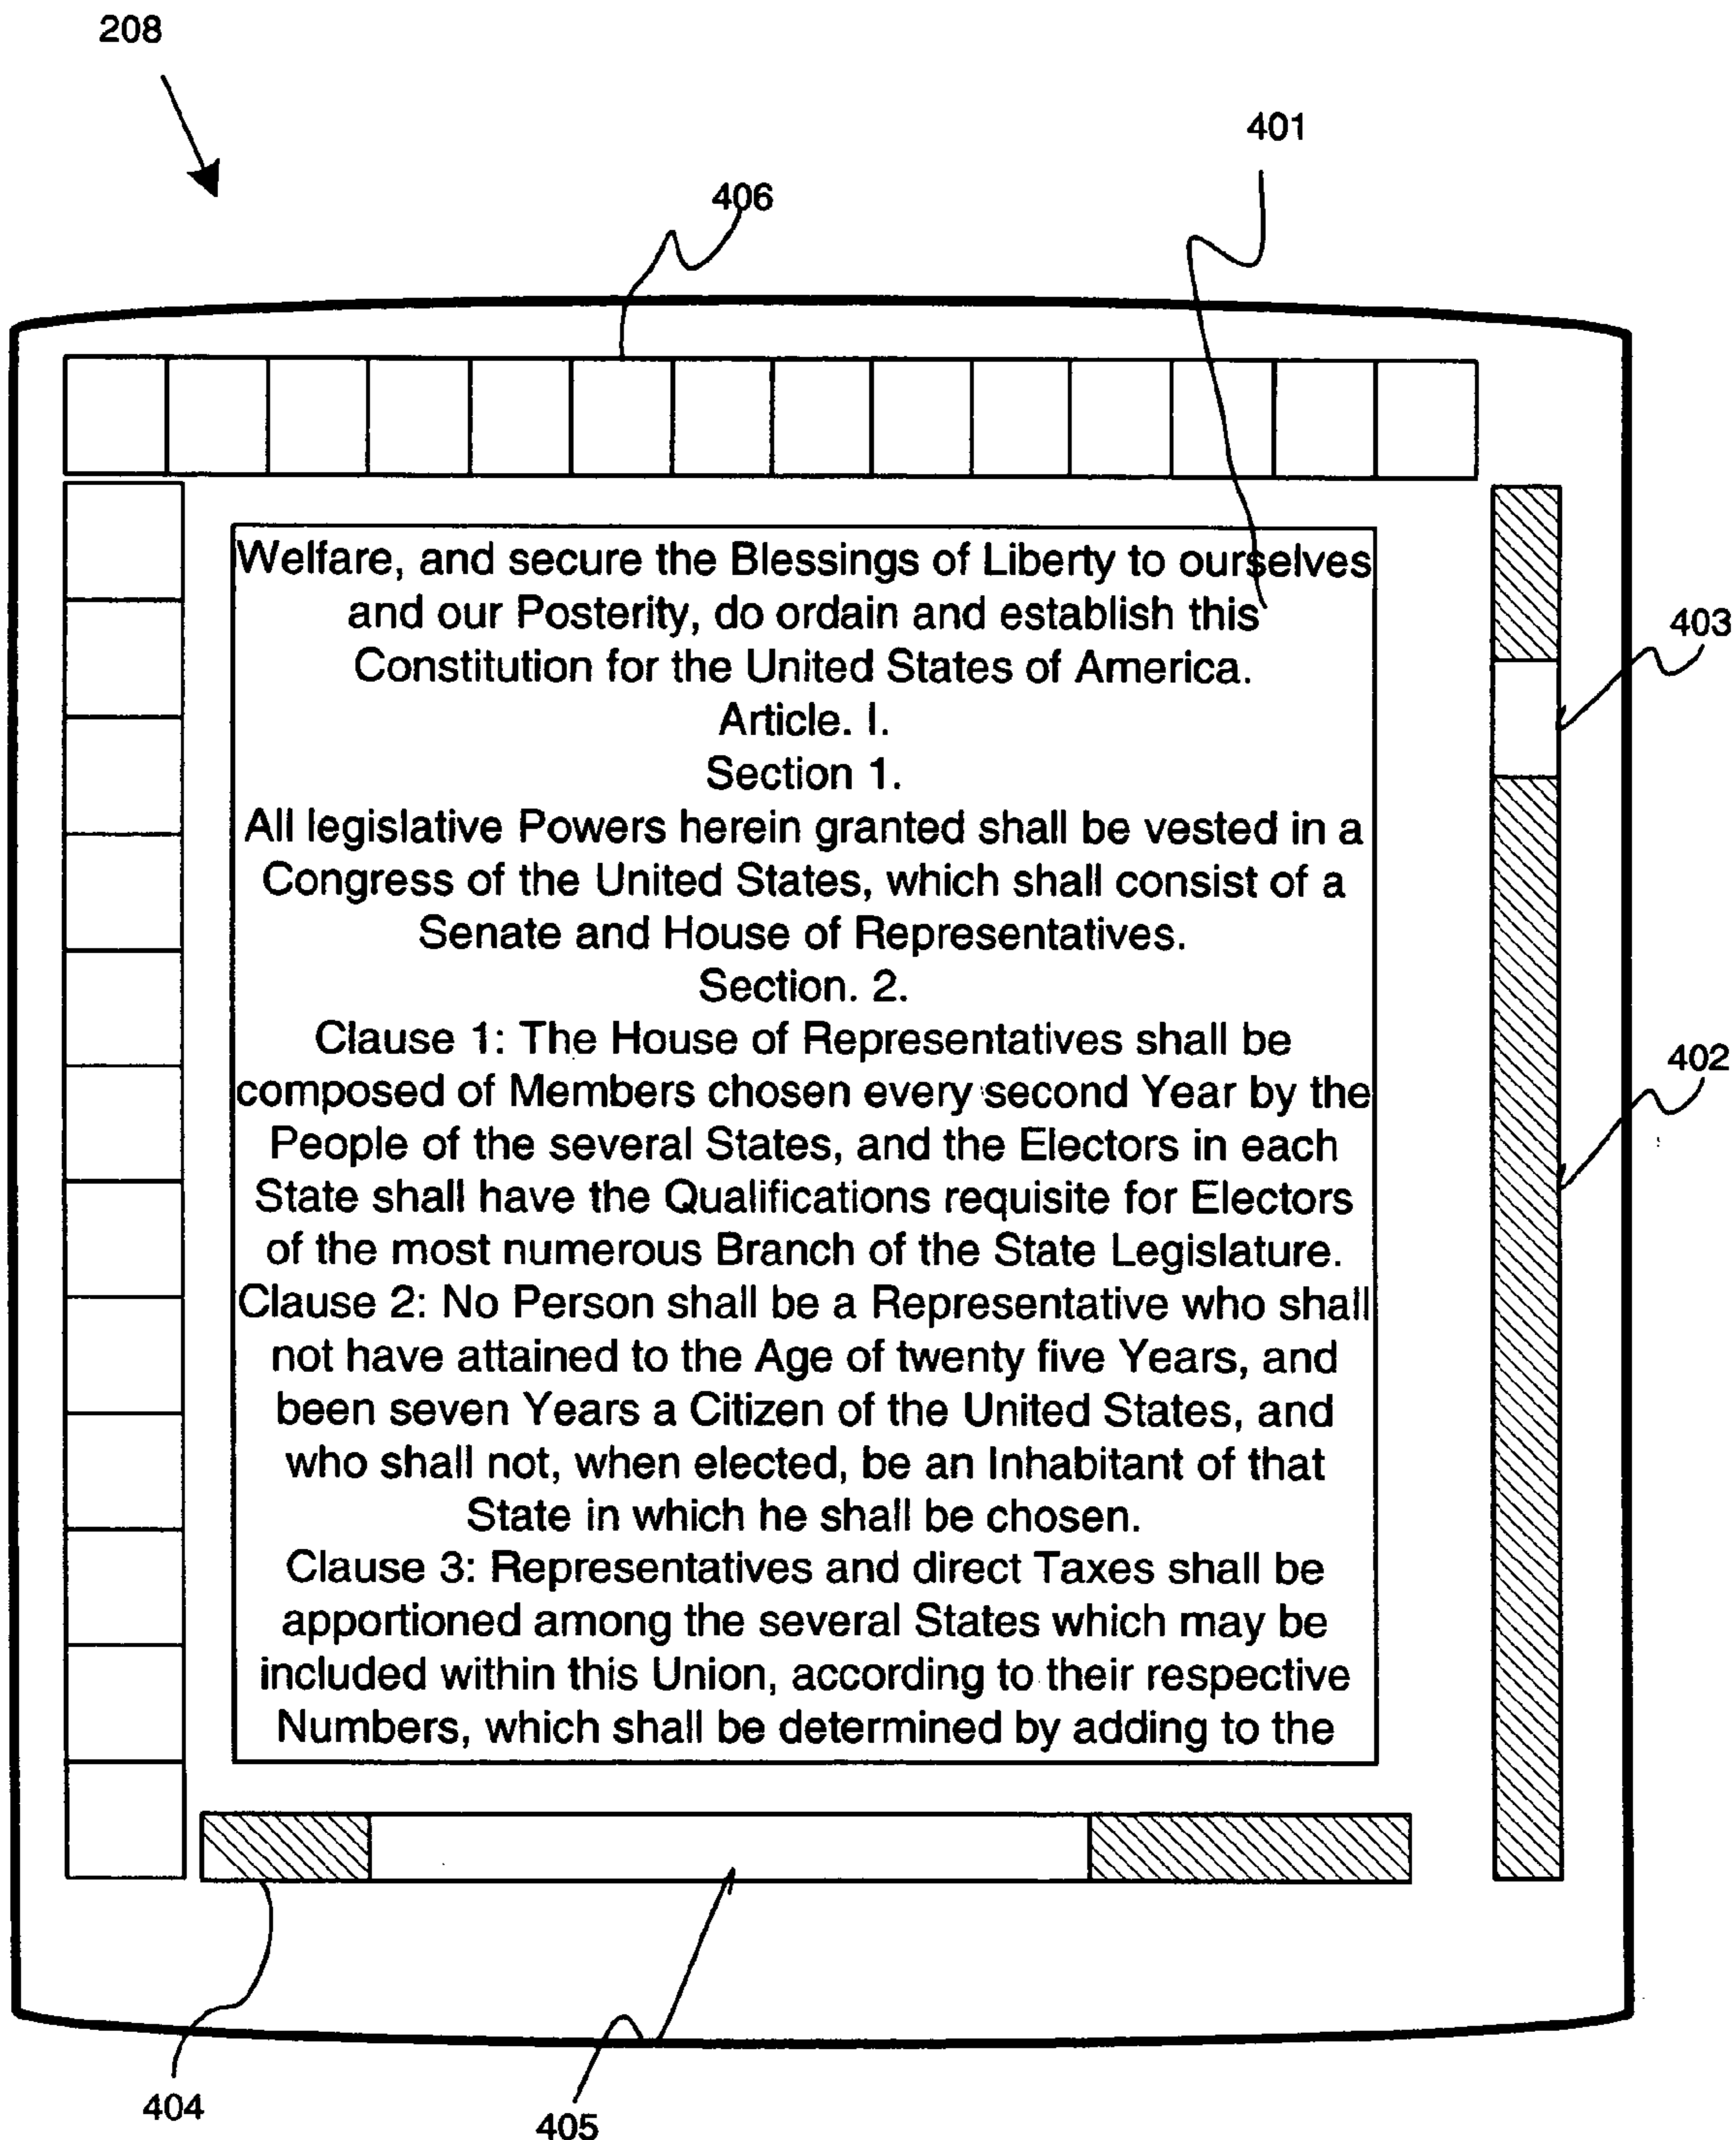 208
401
406
Welfare, and secure the Blessings of Liberty to ourselves
and our Posterity, do ordain and establish this
Constitution for the United States of America.
Article. I.
Section 1.
All legislative Powers herein granted shall be vested in a
Congress of the United States, which shall consist of a
Senate and House of Representatives.
Section. 2.
Clause 1: The House of Representatives shall be
composed of Members chosen every second Year by the
People of the several States, and the Electors in each
State shall have the Qualifications requisite for Electors
of the most numerous Branch of the State Legislature.
Clause 2: No Person shall be a Representative who shall
not have attained to the Age of twenty five Years, and
been seven Years a Citizen of the United States, and
who shall not, when elected, be an Inhabitant of that
State in which he shall be chosen.
Clause 3: Representatives and direct Taxes shall be
apportioned among the several States which may be
included within this Union, according to their respective
Numbers, which shall be determined by adding to the
403
402
404
405